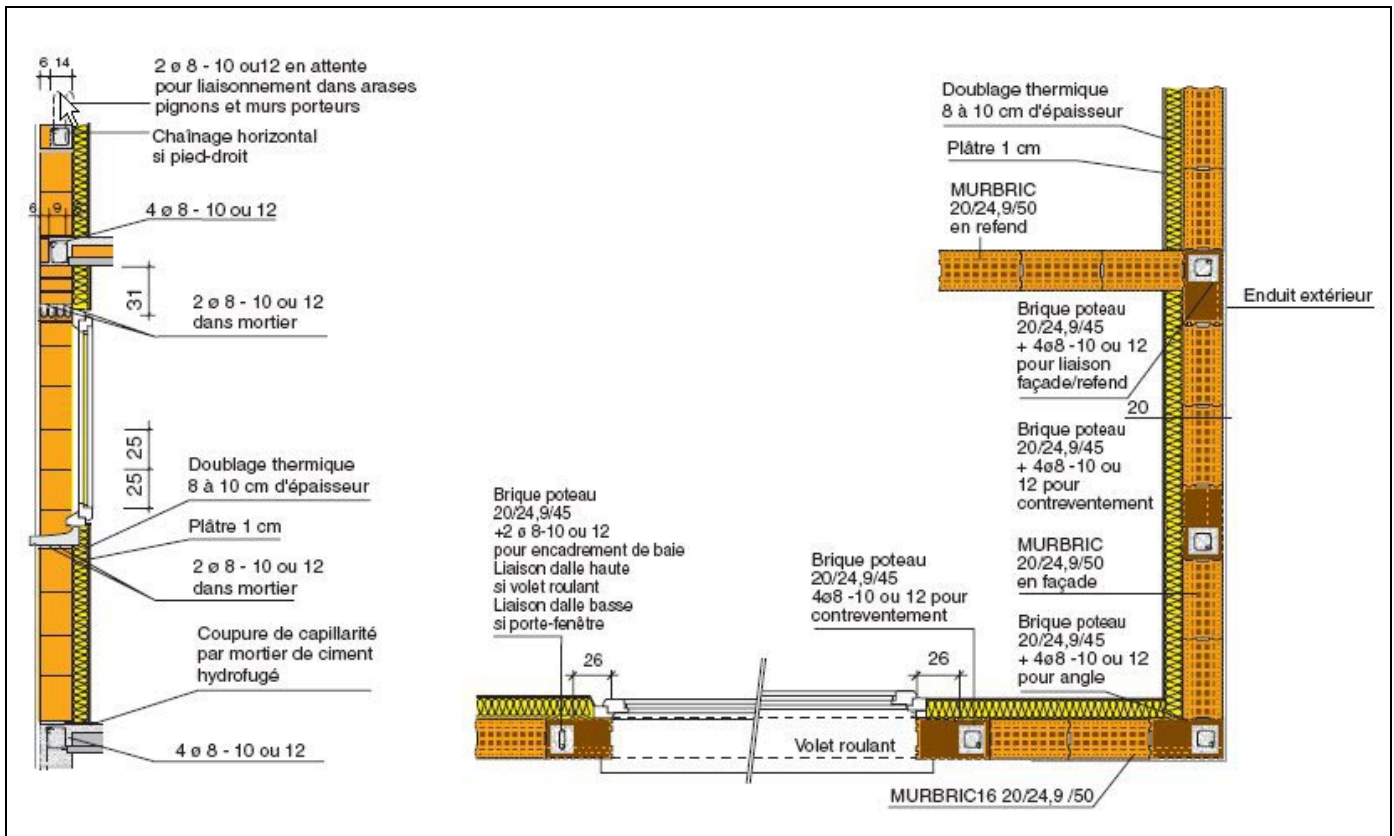 6 14
2 ø 8 - 10 ou12 en attente
pour liaisonnement dans arases
pignons et murs porteurs
Chaînage horizontal
si pied-droit
6 9
4 ø 8 - 10 ou 12
31
2 ø 8 - 10 ou 12
dans mortier
25
25
Doublage thermique
8 à 10 cm d'épaisseur
Plâtre 1 cm
2 ø 8 - 10 ou 12
dans mortier
Coupure de capillarité
par mortier de ciment
hydrofugé
4 ø 8 - 10 ou 12
Doublage thermique
8 à 10 cm d'épaisseur
Plâtre 1 cm
MURBRIC
20/24,9/50
en refend
Enduit extérieur
Brique poteau
20/24,9/45
+ 4ø8 -10 ou 12
pour liaison
façade/refend
20
Brique poteau
20/24,9/45
+ 4ø8 -10 ou
12 pour
contreventement
MURBRIC
20/24,9/50
en façade
Brique poteau
20/24,9/45
+ 4ø8 -10 ou 12
pour angle
Brique poteau
20/24,9/45
+2 ø 8-10 ou 12
pour encadrement de baie
Liaison dalle haute
si volet roulant
Liaison dalle basse
si porte-fenêtre
26
Brique poteau
20/24,9/45
4ø8 -10 ou 12 pour
contreventement
26
Volet roulant
MURBRIC16 20/24,9 /50